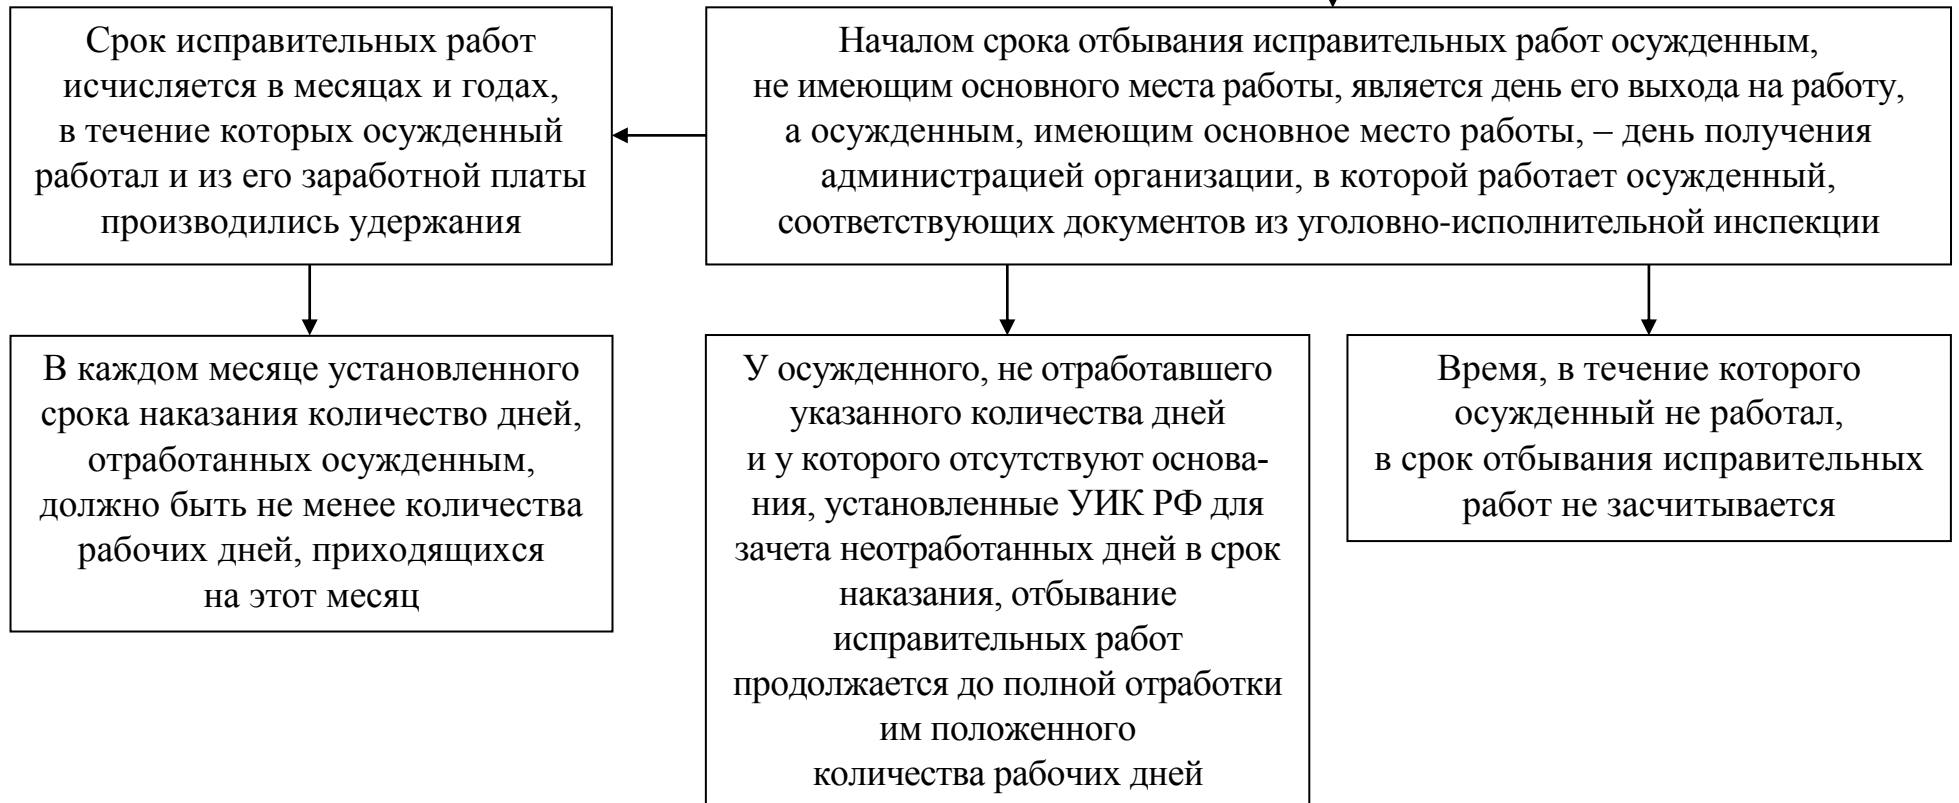 Срок исправительных работ
исчисляется в месяцах и годах,
в течение которых осужденный
работал и из его заработной платы
производились удержания
Началом срока отбывания исправительных работ осужденным,
не имеющим основного места работы, является день его выхода на работу,
а осужденным, имеющим основное место работы, – день получения
администрацией организации, в которой работает осужденный,
соответствующих документов из уголовно-исполнительной инспекции
В каждом месяце установленного
срока наказания количество дней,
отработанных осужденным,
должно быть не менее количества
рабочих дней, приходящихся
на этот месяц
У осужденного, не отработавшего
указанного количества дней
и у которого отсутствуют основа-
ния, установленные УИК РФ для
зачета неотработанных дней в срок
наказания, отбывание
исправительных работ
продолжается до полной отработки
им положенного
количества рабочих дней
Время, в течение которого
осужденный не работал,
в срок отбывания исправительных
работ не засчитывается